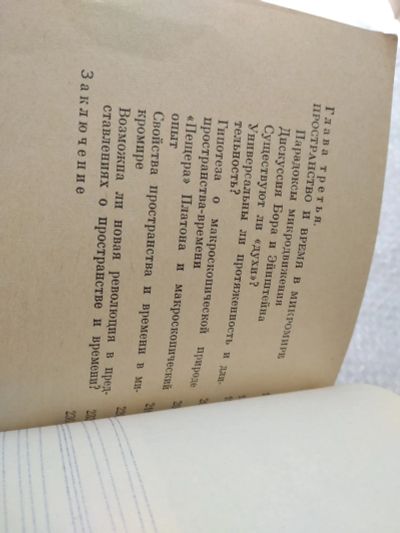 Глава третья.
ПРОСТРАНСТВО И ВРЕМЯ В МИКРОМИРЕ
Парадоксы микродвижения
Дискуссия Бора и Эйнштейна
Существуют ли «духи»?
Универсальны ли протяженность и дли-
тельность?
Гипотеза о макроскопической природе
пространства-времени
«Пещера» Платона и макроскопический
опыт
Свойства пространства и времени в ми-
кромире
Возможна ли новая революция в пред-
ставлениях о пространстве и времени?
Заключение